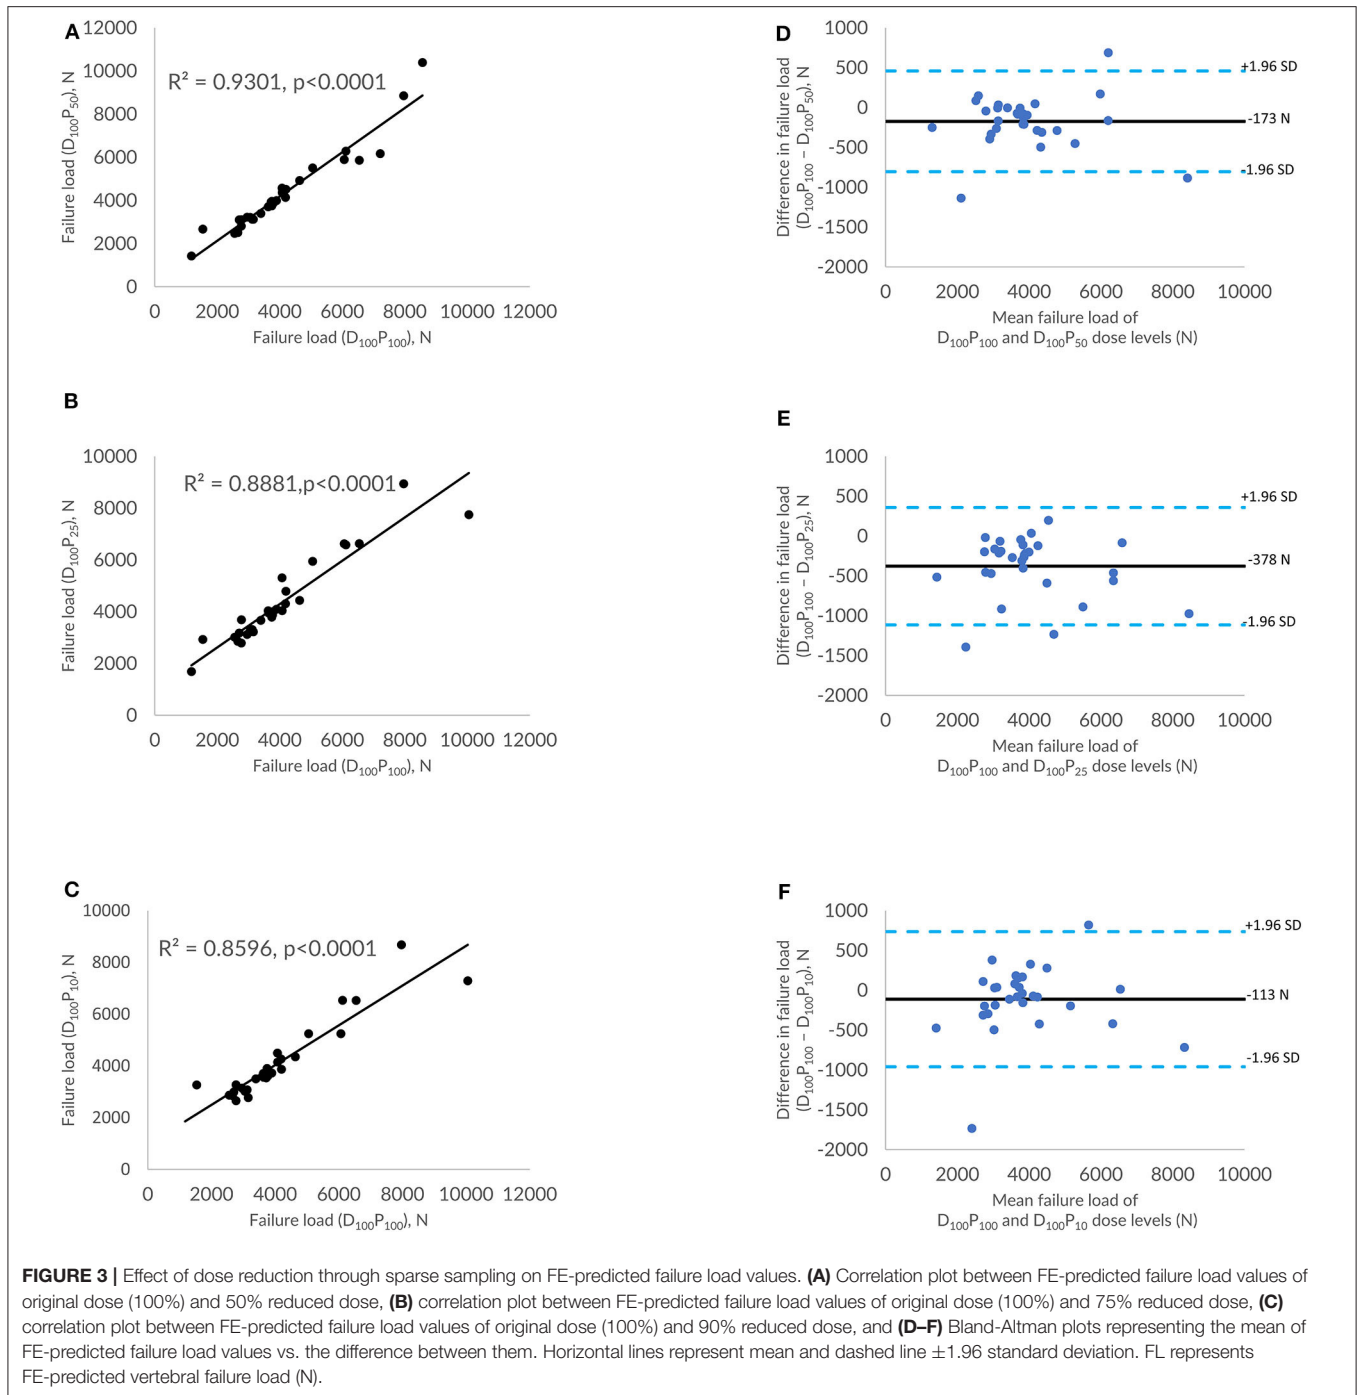 A
12000
10000
8000
6000
4000
2000
0
Failure load (D₁₀₀P₅₀), N
R² = 0.9301, p<0.0001
0 2000 4000 6000 8000 10000 12000
Failure load (D₁₀₀P₁₀₀), N
D
1000
500
0
-500
-1000
-1500
-2000
Difference in failure load
(D₁₀₀P₁₀₀ − D₁₀₀P₅₀), N
+1.96 SD
-173 N
-1.96 SD
0 2000 4000 6000 8000 10000
Mean failure load of
D₁₀₀P₁₀₀ and D₁₀₀P₅₀ dose levels (N)
B
10000
8000
6000
4000
2000
0
Failure load (D₁₀₀P₂₅), N
R² = 0.8881,p<0.0001
0 2000 4000 6000 8000 10000 12000
Failure load (D₁₀₀P₁₀₀), N
E
1000
500
0
-500
-1000
-1500
-2000
Difference in failure load
(D₁₀₀P₁₀₀ − D₁₀₀P₂₅), N
+1.96 SD
-378 N
-1.96 SD
0 2000 4000 6000 8000 10000
Mean failure load of
D₁₀₀P₁₀₀ and D₁₀₀P₂₅ dose levels (N)
C
10000
8000
6000
4000
2000
0
Failure load (D₁₀₀P₁₀), N
R² = 0.8596, p<0.0001
0 2000 4000 6000 8000 10000 12000
Failure load (D₁₀₀P₁₀₀), N
F
1000
500
0
-500
-1000
-1500
-2000
Difference in failure load
(D₁₀₀P₁₀₀ − D₁₀₀P₁₀), N
+1.96 SD
-113 N
-1.96 SD
0 2000 4000 6000 8000 10000
Mean failure load of
D₁₀₀P₁₀₀ and D₁₀₀P₁₀ dose levels (N)
FIGURE 3 | Effect of dose reduction through sparse sampling on FE-predicted failure load values. (A) Correlation plot between FE-predicted failure load values of
original dose (100%) and 50% reduced dose, (B) correlation plot between FE-predicted failure load values of original dose (100%) and 75% reduced dose, (C)
correlation plot between FE-predicted failure load values of original dose (100%) and 90% reduced dose, and (D–F) Bland-Altman plots representing the mean of
FE-predicted failure load values vs. the difference between them. Horizontal lines represent mean and dashed line ±1.96 standard deviation. FL represents
FE-predicted vertebral failure load (N).